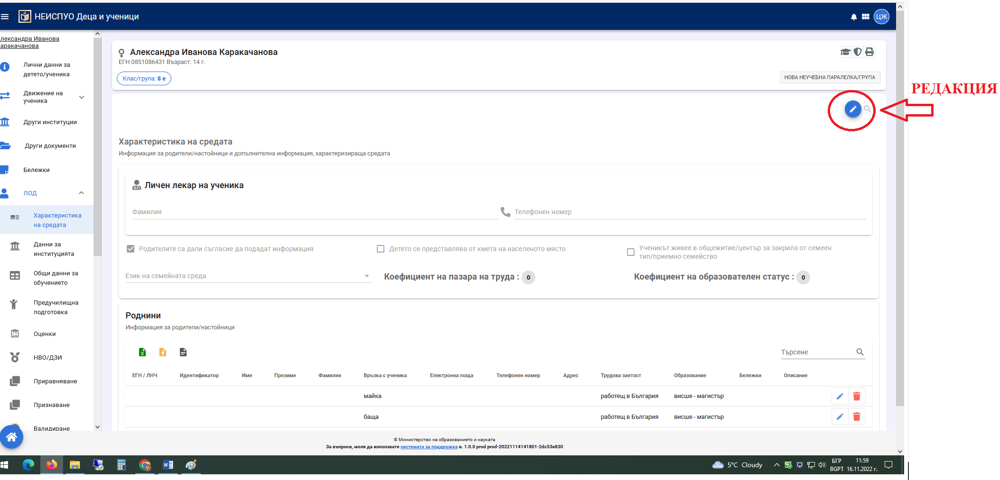 НЕИСПУО Деца и ученици
ЦЖ
лександра Иванова
аракачанова
Лични данни за
детето/ученика
Движение на
ученика
Други институции
Други документи
Бележки
ЛОД
Характеристика
на средата
Данни за
институцията
Общи данни за
обучението
Предучилищна
подготовка
Оценки
НВО/ДЗИ
Приравняване
Признаване
Валидиране
Александра Иванова Каракачанова
ЕГН 0851086431 Възраст: 14 г.
Клас/група: 8 е
НОВА НЕУЧЕБНА ПАРАЛЕЛКА/ГРУПА
РЕДАКЦИЯ
Характеристика на средата
Информация за родители/настойници и допълнителна информация, характеризираща средата
Личен лекар на ученика
Фамилия
Телефонен номер
Родителите са дали съгласие да подадат информация
Детето се представлява от кмета на населеното място
Ученикът живее в общежитие/център за закрила от семеен
тип/приемно семейство
Език на семейната среда
Коефициент на пазара на труда : 0
Коефициент на образователен статус : 0
Роднини
Информация за родители/настойници
Търсене
ЕГН / ЛНЧ Идентификатор Име Презиме Фамилия Връзка с ученика Електронна поща Телефонен номер Адрес Трудова заетост Образование Бележки Описание
майка работещ в България висше - магистър
баща работещ в България висше - магистър
© Министерство на образованието и науката
За въпроси, моля да използвате системата за поддръжка в. 1.0.0 prod prod-20221114141801-2dc53e830
5°C Cloudy
БГР 11:59
BGPT 16.11.2022 г.